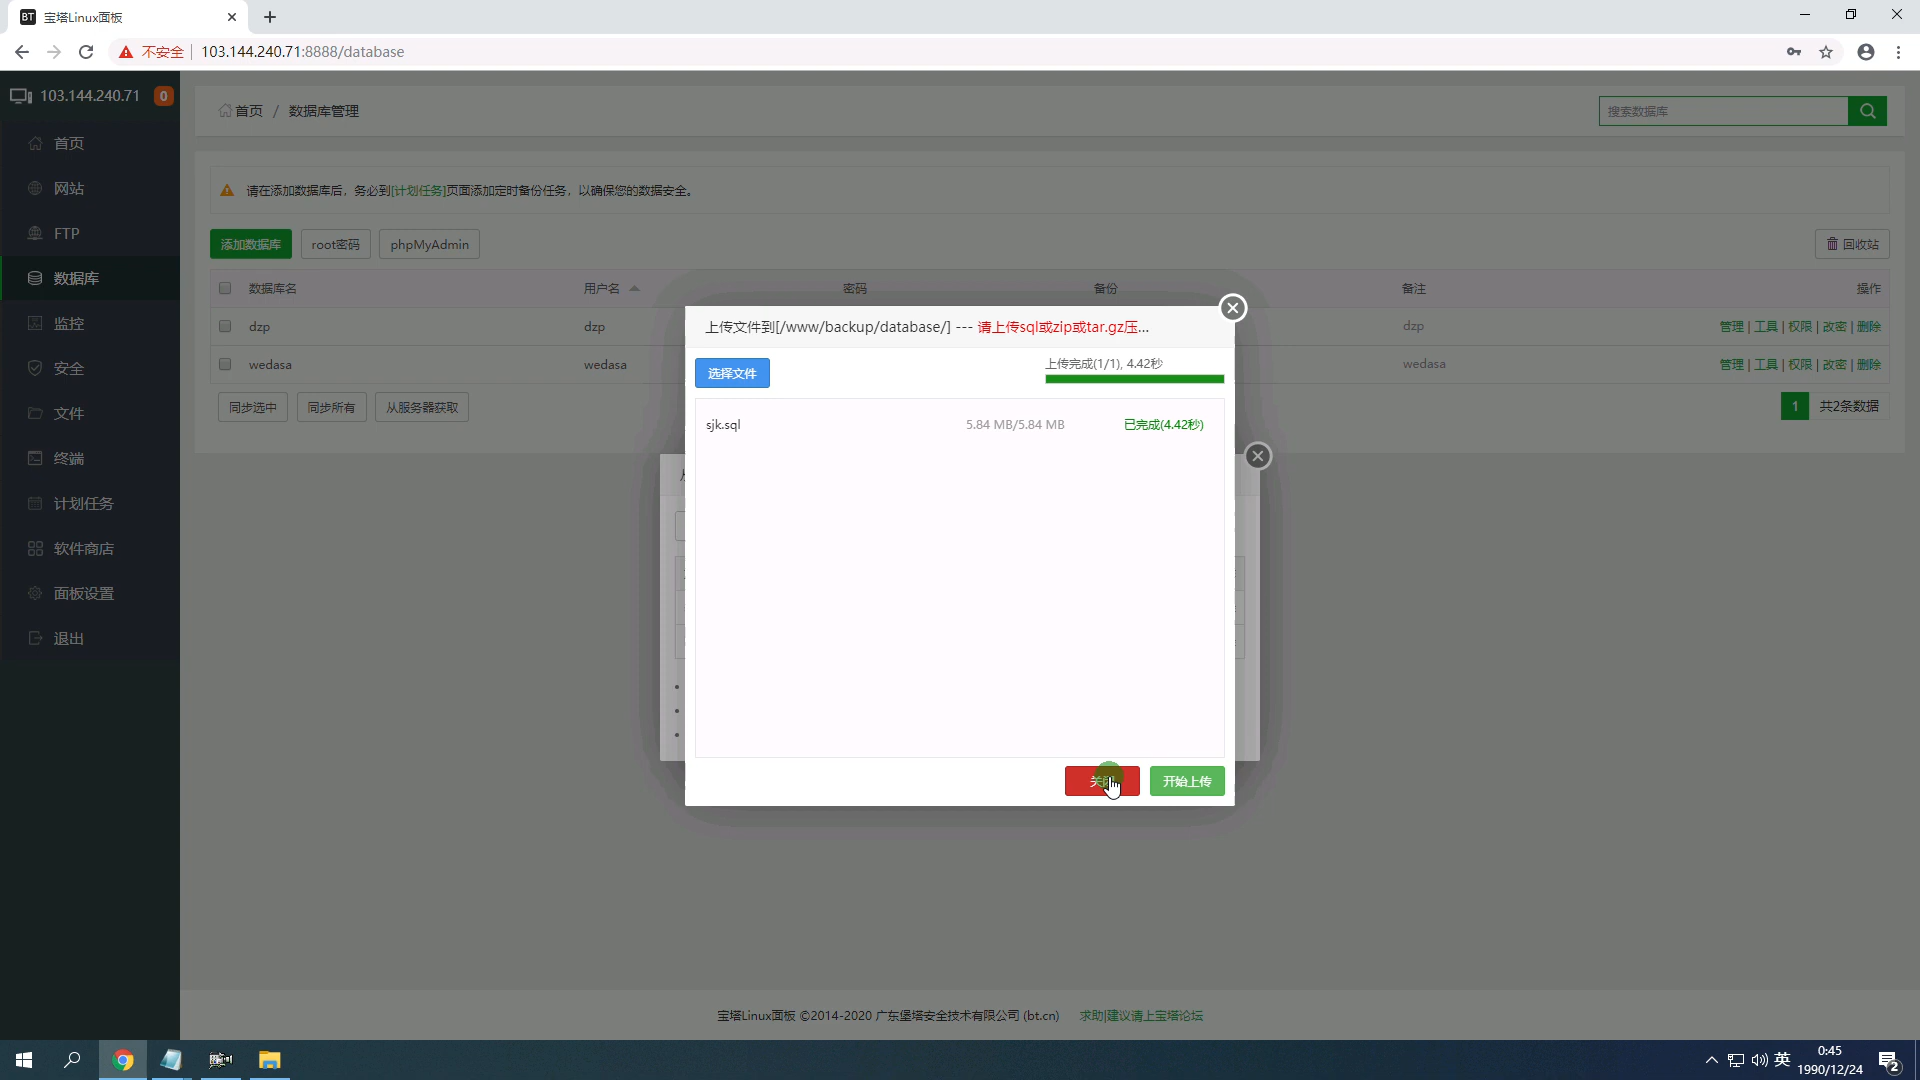 BT 宝塔Linux面板
不安全 103.144.240.71:8888/database
103.144.240.71 0
首页 / 数据库管理
搜索数据库
首页
网站
FTP
数据库
监控
安全
文件
终端
计划任务
软件商店
面板设置
退出
请在添加数据库后,务必到[计划任务]页面添加定时备份任务,以确保您的数据安全。
添加数据库 root密码 phpMyAdmin 回收站
数据库名 用户名 密码 备份 备注 操作
dzp dzp dzp 管理 | 工具 | 权限 | 改密 | 删除
wedasa wedasa wedasa 管理 | 工具 | 权限 | 改密 | 删除
同步选中 同步所有 从服务器获取 1 共2条数据
上传文件到[/www/backup/database/] --- 请上传sql或zip或tar.gz压...
选择文件 上传完成(1/1), 4.42秒
sjk.sql 5.84 MB/5.84 MB 已完成(4.42秒)
开始上传
宝塔Linux面板 ©2014-2020 广东堡塔安全技术有限公司 (bt.cn) 求助|建议请上宝塔论坛
英 0:45
1990/12/24
2